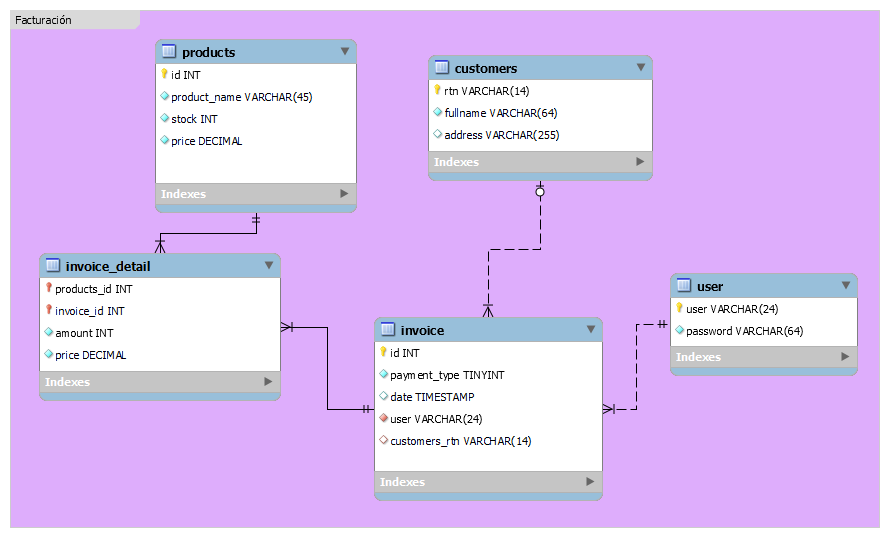 Facturación
products
id INT
product_name VARCHAR(45)
stock INT
price DECIMAL
Indexes
customers
rtn VARCHAR(14)
fullname VARCHAR(64)
address VARCHAR(255)
Indexes
invoice_detail
products_id INT
invoice_id INT
amount INT
price DECIMAL
Indexes
invoice
id INT
payment_type TINYINT
date TIMESTAMP
user VARCHAR(24)
customers_rtn VARCHAR(14)
Indexes
user
user VARCHAR(24)
password VARCHAR(64)
Indexes